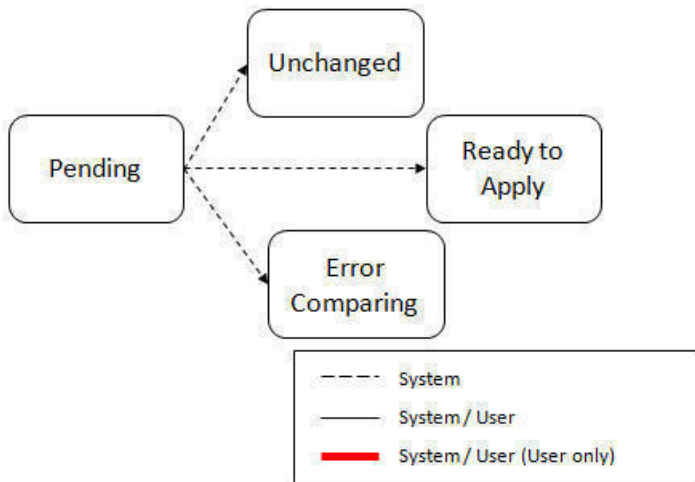 Unchanged
Pending
Ready to
Apply
Error
Comparing
System
System / User
System / User (User only)